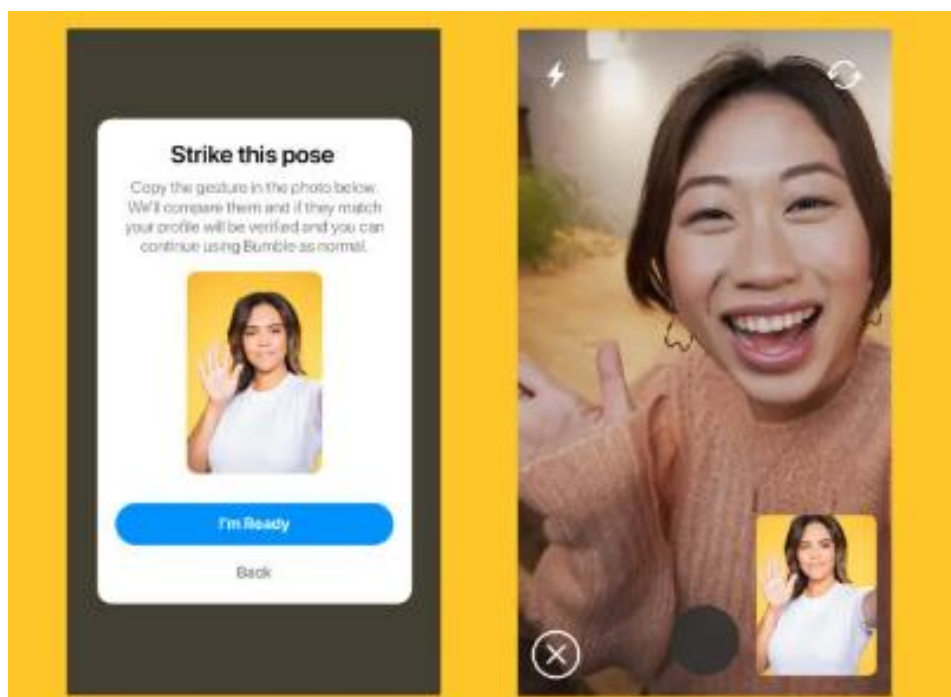 Strike this pose
Copy the gesture in the photo below.
We'll compare them and if they match
your profile will be verified and you can
continue using Bumble as normal.
I'm Ready
Back